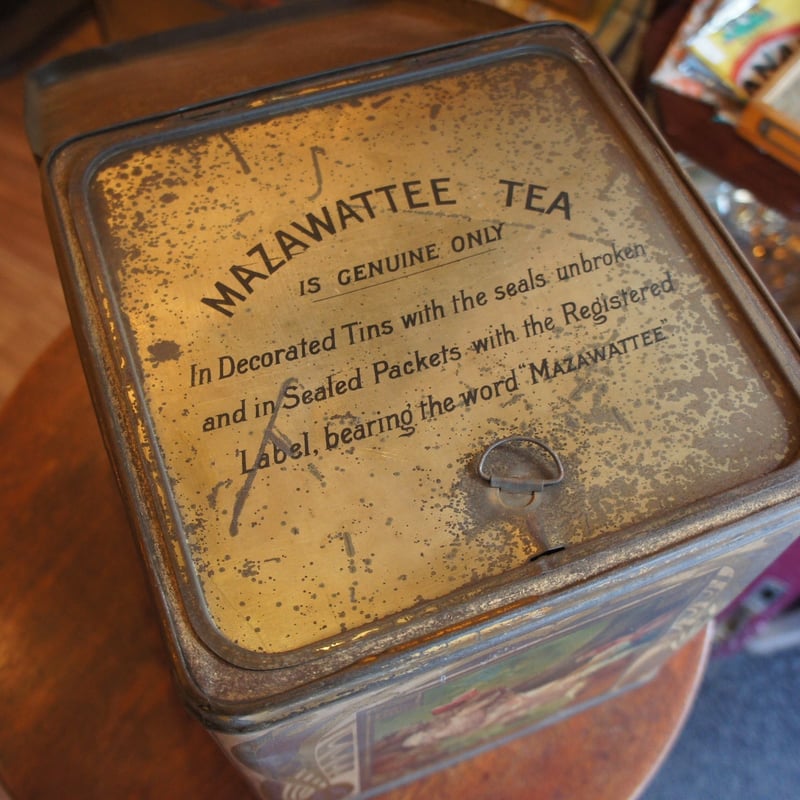 MAZAWATTEE TEA
IS GENUINE ONLY
In Decorated Tins with the seals unbroken
and in Sealed Packets with the Registered
Label, bearing the word "MAZAWATTEE"